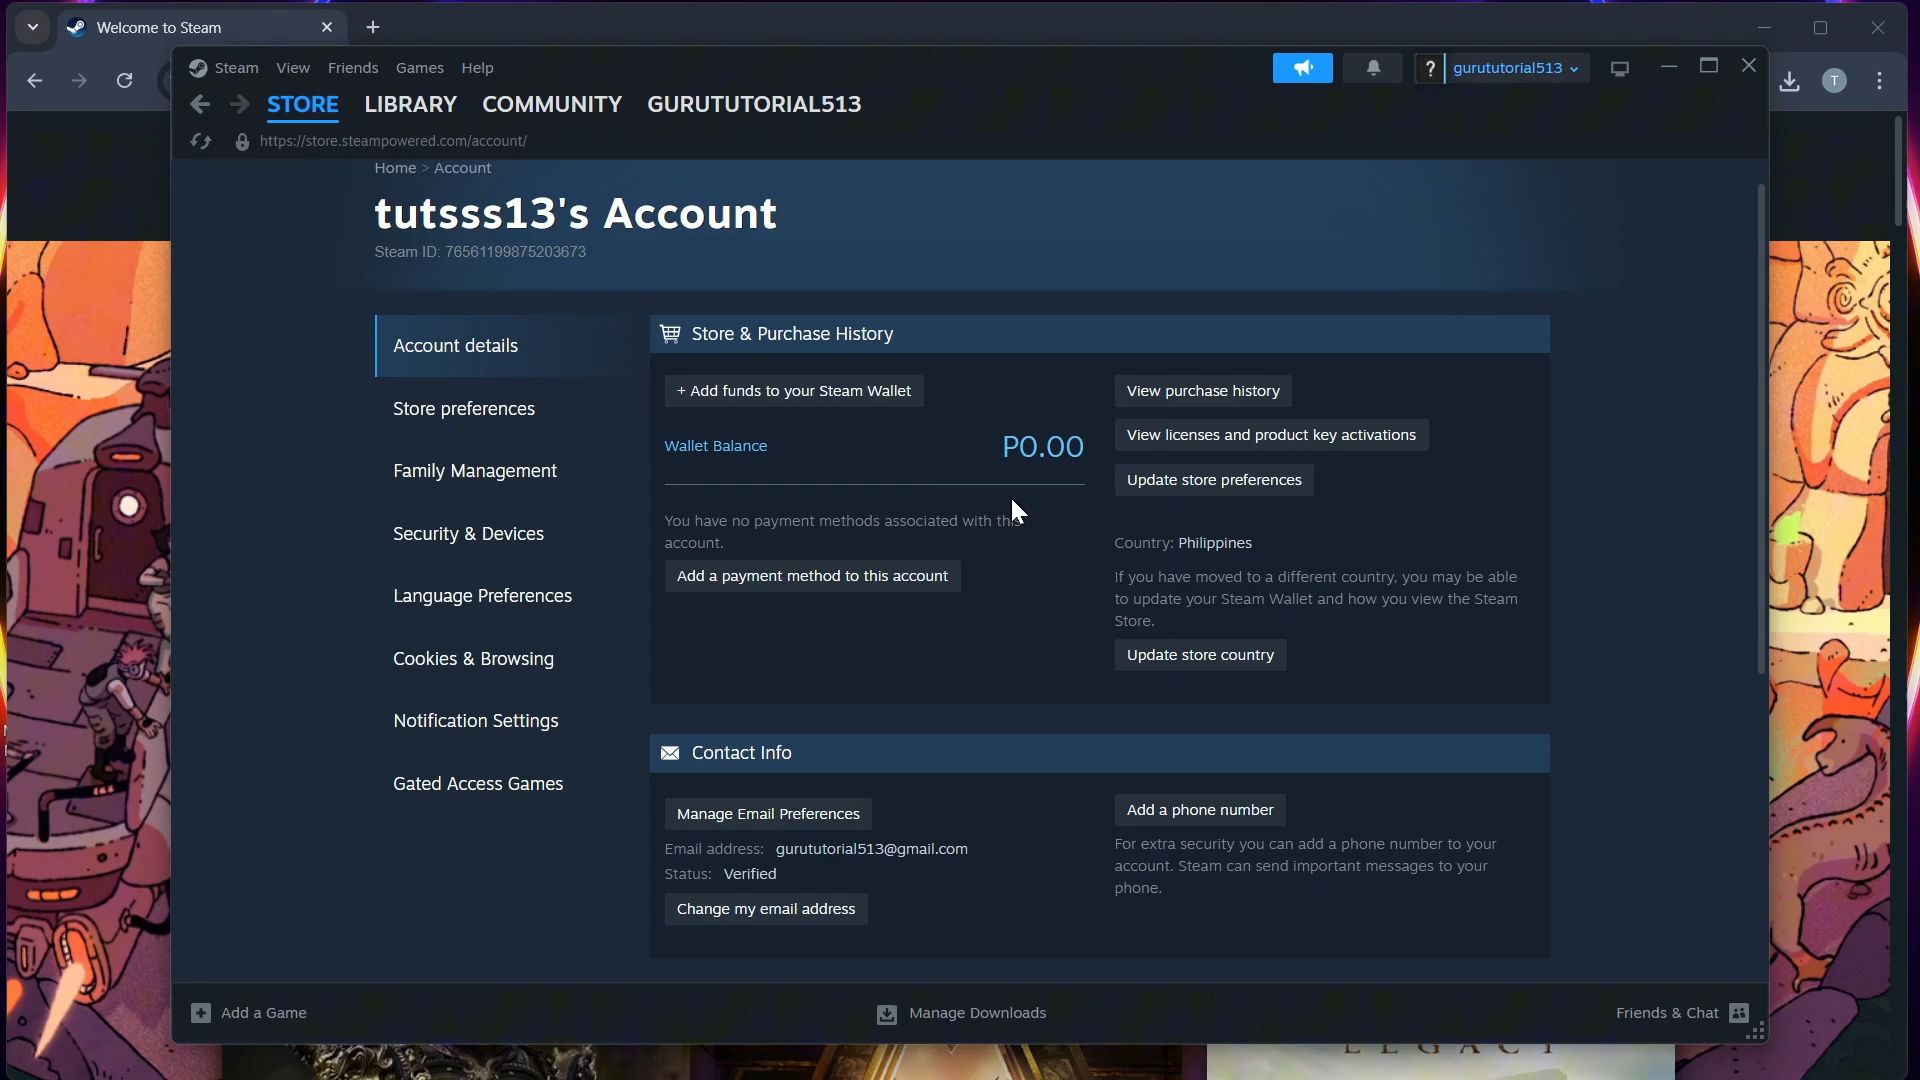 Welcome to Steam
Steam View Friends Games Help
? gurututorial513
T
STORE LIBRARY COMMUNITY GURUTUTORIAL513
https://store.steampowered.com/account/
Home > Account
tutsss13's Account
Steam ID: 76561199875203673
Account details
Store preferences
Family Management
Security & Devices
Language Preferences
Cookies & Browsing
Notification Settings
Gated Access Games
Store & Purchase History
+ Add funds to your Steam Wallet
Wallet Balance P0.00
You have no payment methods associated with this
account.
Add a payment method to this account
View purchase history
View licenses and product key activations
Update store preferences
Country: Philippines
If you have moved to a different country, you may be able
to update your Steam Wallet and how you view the Steam
Store.
Update store country
Contact Info
Manage Email Preferences
Email address: gurututorial513@gmail.com
Status: Verified
Change my email address
Add a phone number
For extra security you can add a phone number to your
account. Steam can send important messages to your
phone.
Add a Game
Manage Downloads
Friends & Chat
LEGACY